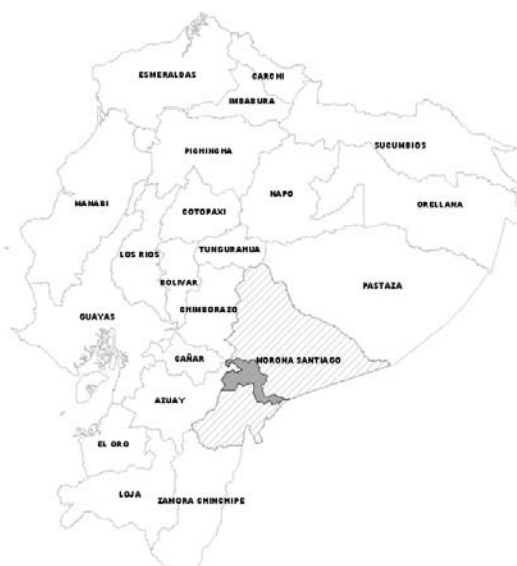 ESMERALDAS
CARCHI
IMBABURA
SUCUMBIOS
PICHINCHA
NAPO
MANABI
COTOPAXI
ORELLANA
TUNGURAHUA
LOS RIOS
BOLIVAR
PASTAZA
CHIMBORAZO
GUAYAS
CAÑAR
MORONA SANTIAGO
AZUAY
EL ORO
LOJA
ZAMORA CHINCHIPE